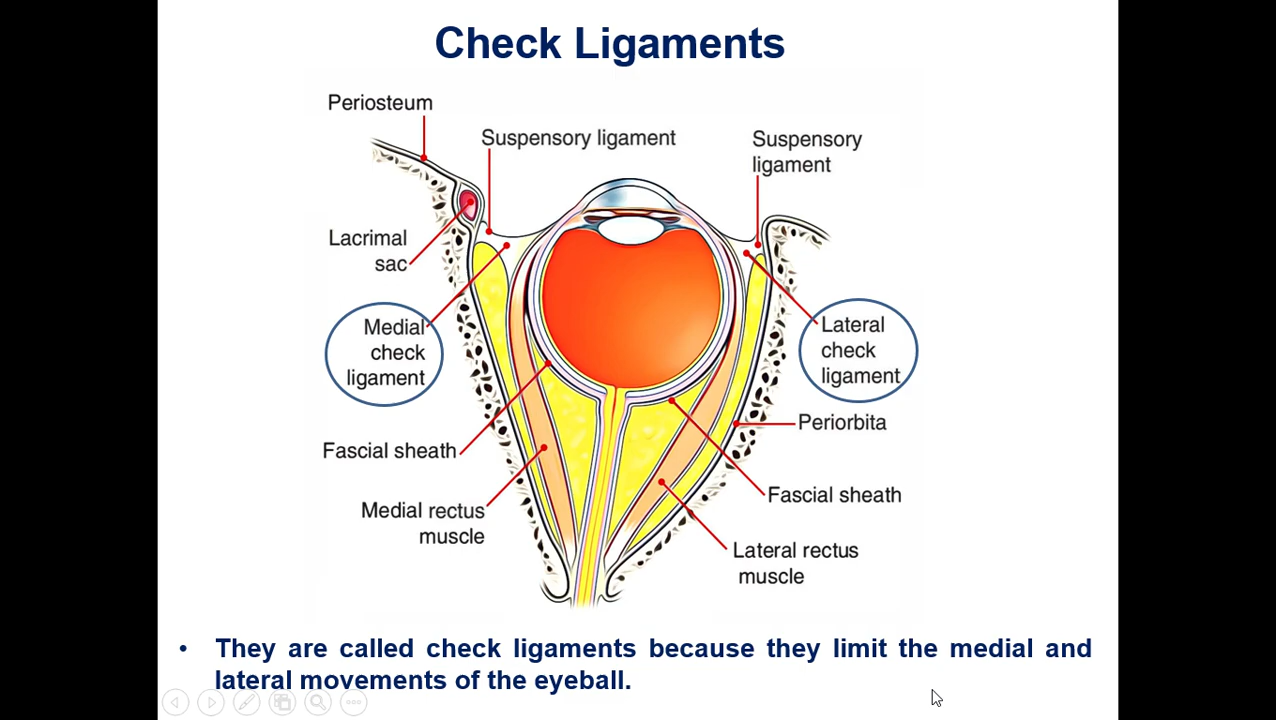 Check Ligaments
Periosteum
Suspensory ligament
Suspensory
ligament
Lacrimal
sac
Medial
check
ligament
Lateral
check
ligament
Periorbita
Fascial sheath
Fascial sheath
Medial rectus
muscle
Lateral rectus
muscle
• They are called check ligaments because they limit the medial and
lateral movements of the eyeball.